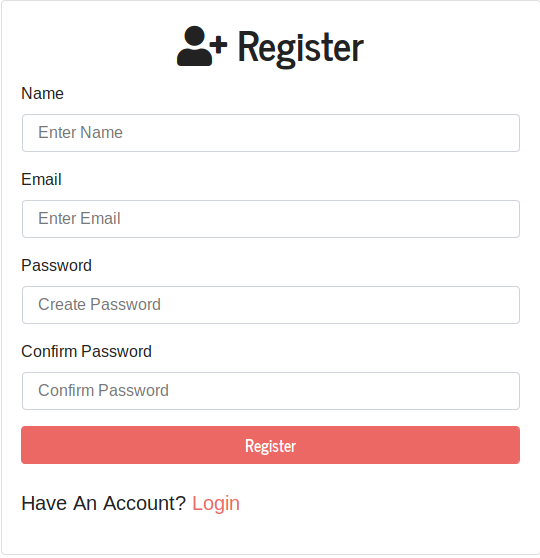 Register
Name
Enter Name
Email
Enter Email
Password
Create Password
Confirm Password
Confirm Password
Register
Have An Account? Login